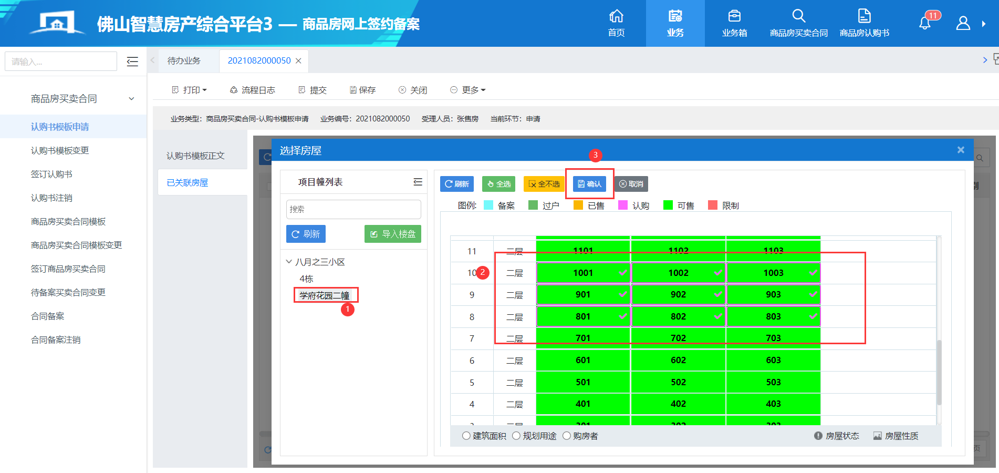 佛山智慧房产综合平台3 — 商品房网上签约备案
首页
业务
业务箱
商品房买卖合同
商品房认购书
11
请输入...
待办业务
2021082000050
打印
流程日志
提交
保存
关闭
更多
业务类型：商品房买卖合同-认购书模板申请 业务编号：2021082000050 受理人员：张售房 当前环节：申请
商品房买卖合同
认购书模板申请
认购书模板变更
签订认购书
认购书注销
商品房买卖合同模板
商品房买卖合同模板变更
签订商品房买卖合同
待备案买卖合同变更
合同备案
合同备案注销
认购书模板正文
已关联房屋
选择房屋
3
项目幢列表
搜索
刷新
导入楼盘
八月之三小区
4栋
学府花园二幢
1
刷新 全选 全不选 确认 取消
图例: 备案 过户 已售 认购 可售 限制
11 二层 1101 1102 1103
10 2 二层 1001 1002 1003
9 二层 901 902 903
8 二层 801 802 803
7 二层 701 702 703
6 二层 601 602 603
5 二层 501 502 503
4 二层 401 402 403
3 二层 301 302 303
建筑面积 规划用途 购房者 房屋状态 房屋性质
页